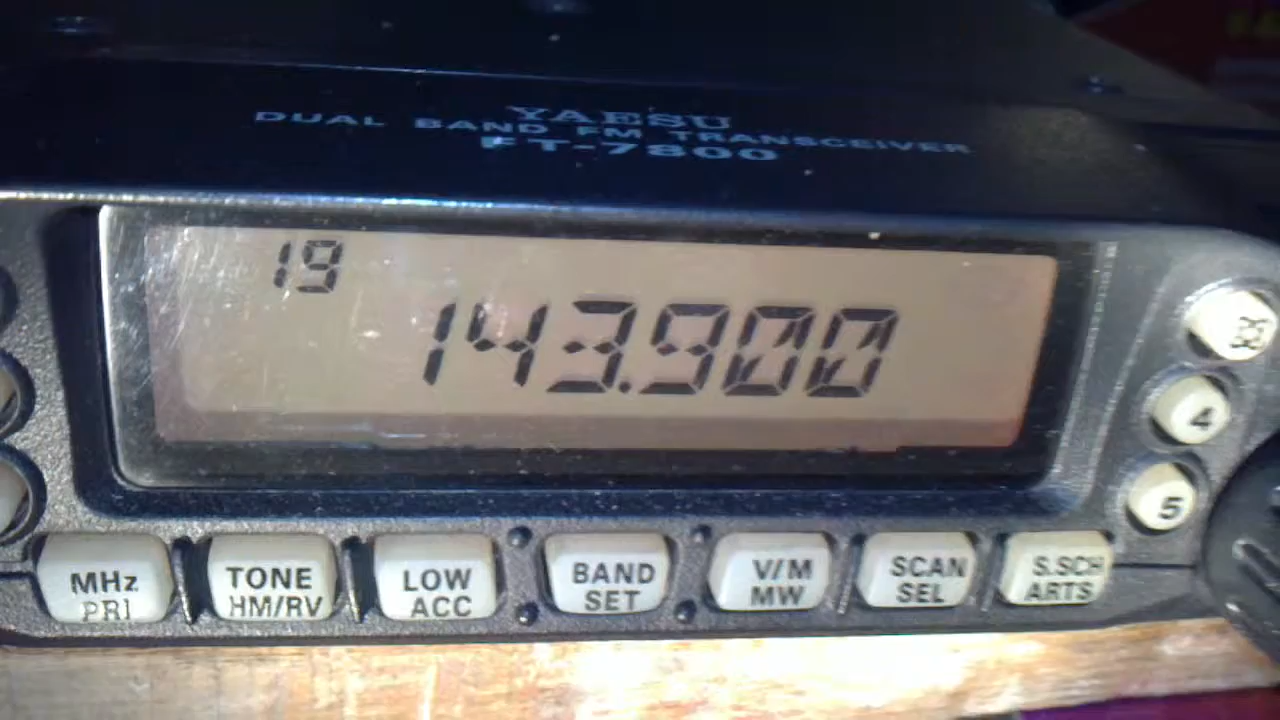 YAESU
DUAL BAND FM TRANSCEIVER
FT-7800
19
143.900
4
5
MHz
PRI
TONE
HM/RV
LOW
ACC
BAND
SET
V/M
MW
SCAN
SEL
S.SCH
ARTS